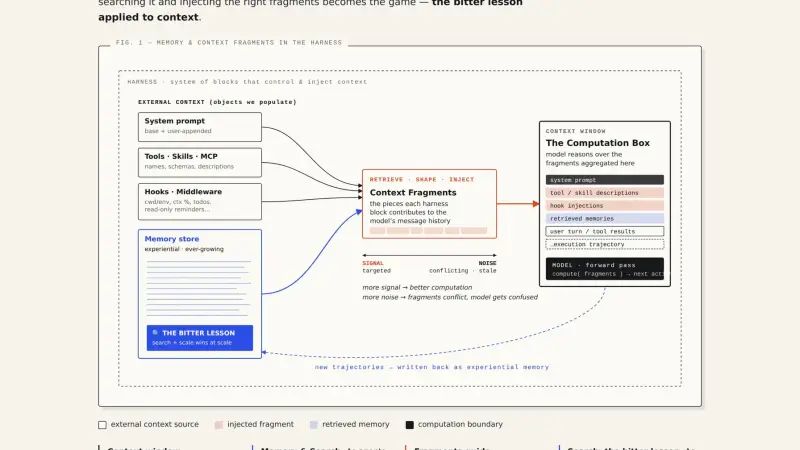 searching it and injecting the right fragments becomes the game — the bitter lesson
applied to context.
FIG. 1 — MEMORY & CONTEXT FRAGMENTS IN THE HARNESS
HARNESS · system of blocks that control & inject context
EXTERNAL CONTEXT (objects we populate)
System prompt
base + user-appended
Tools · Skills · MCP
names, schemas, descriptions
Hooks · Middleware
cwd/env, ctx %, todos,
read-only reminders…
Memory store
experiential · ever-growing
🔍 THE BITTER LESSON
search + scale wins at scale
RETRIEVE · SHAPE · INJECT
Context Fragments
the pieces each harness
block contributes to the
model's message history
SIGNAL
targeted
NOISE
conflicting · stale
more signal → better computation
more noise → fragments conflict, model gets confused
CONTEXT WINDOW
The Computation Box
model reasons over the
fragments aggregated here
system prompt
tool / skill descriptions
hook injections
retrieved memories
user turn / tool results
…execution trajectory
MODEL · forward pass
compute( fragments ) → next acti
new trajectories → written back as experiential memory
external context source
injected fragment
retrieved memory
computation boundary